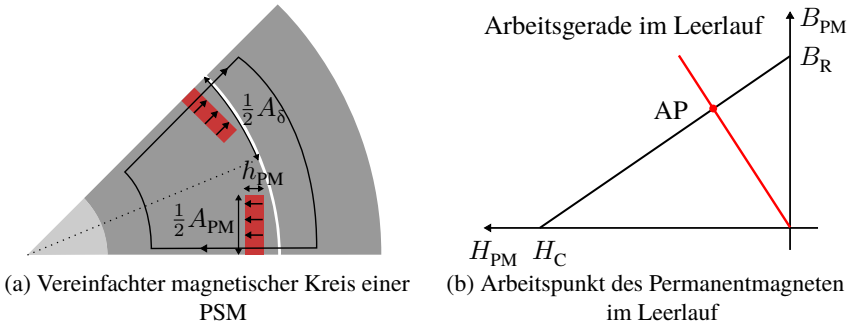 ½ A_δ
h_PM
½ A_PM
(a) Vereinfachter magnetischer Kreis einer
PSM
Arbeitsgerade im Leerlauf
B_PM
B_R
AP
H_PM
H_C
(b) Arbeitspunkt des Permanentmagneten
im Leerlauf